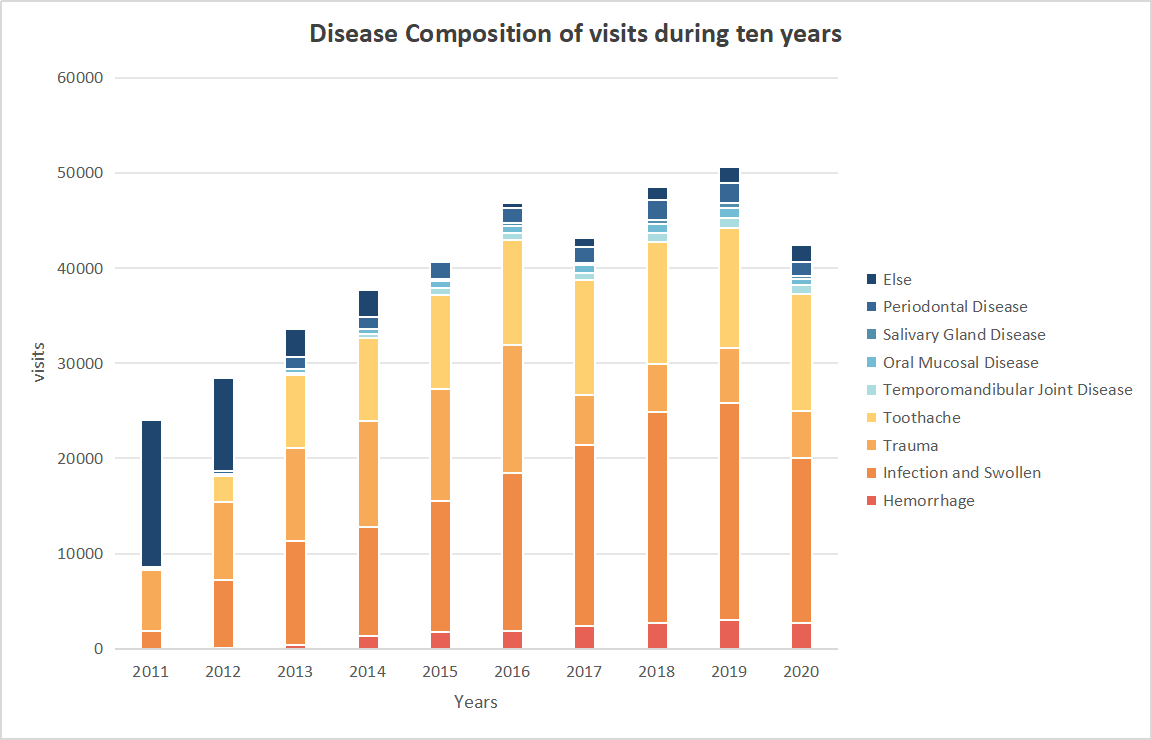 Disease Composition of visits during ten years
60000
50000
40000
30000
20000
10000
0
visits
2011 2012 2013 2014 2015 2016 2017 2018 2019 2020
Years
Else
Periodontal Disease
Salivary Gland Disease
Oral Mucosal Disease
Temporomandibular Joint Disease
Toothache
Trauma
Infection and Swollen
Hemorrhage